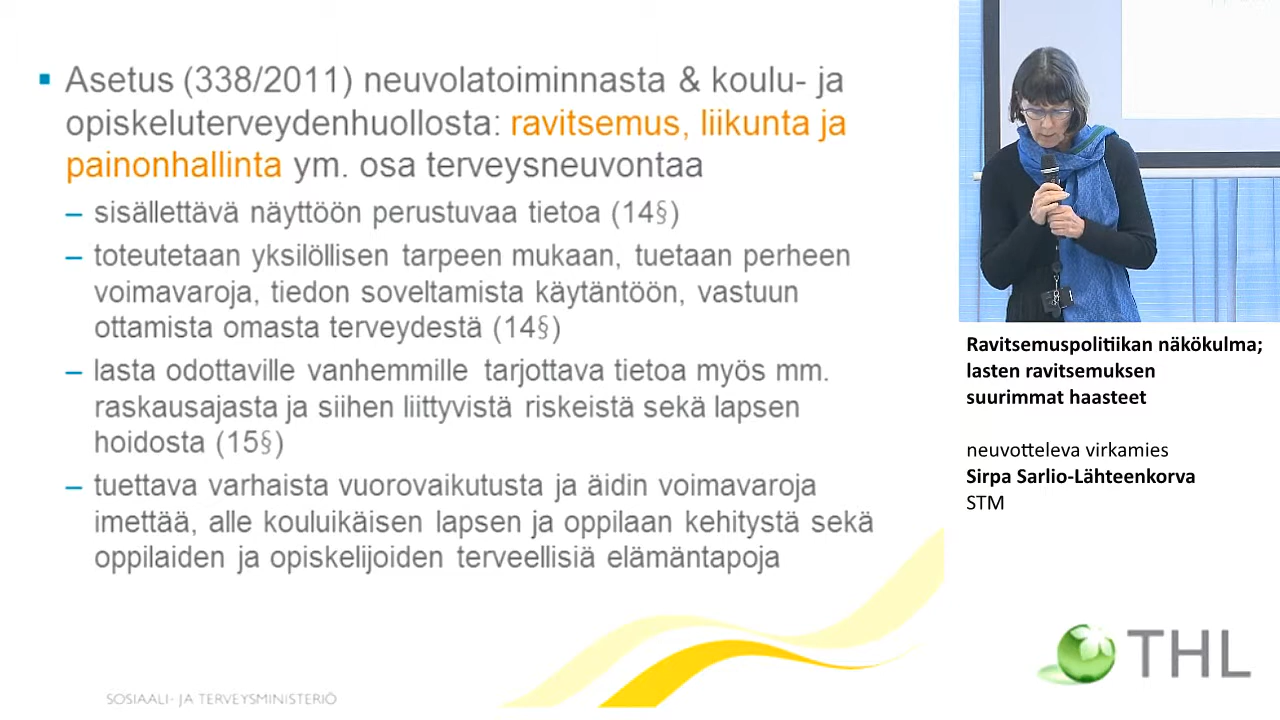 Asetus (338/2011) neuvolatoiminnasta & koulu- ja
opiskeluterveydenhuollosta: ravitsemus, liikunta ja
painonhallinta ym. osa terveysneuvontaa
– sisällettävä näyttöön perustuvaa tietoa (14§)
– toteutetaan yksilöllisen tarpeen mukaan, tuetaan perheen
voimavaroja, tiedon soveltamista käytäntöön, vastuun
ottamista omasta terveydestä (14§)
– lasta odottaville vanhemmille tarjottava tietoa myös mm.
raskausajasta ja siihen liittyvistä riskeistä sekä lapsen
hoidosta (15§)
– tuettava varhaista vuorovaikutusta ja äidin voimavaroja
imettää, alle kouluikäisen lapsen ja oppilaan kehitystä sekä
oppilaiden ja opiskelijoiden terveellisiä elämäntapoja
SOSIAALI- JA TERVEYSMINISTERIÖ
Ravitsemuspolitiikan näkökulma;
lasten ravitsemuksen
suurimmat haasteet
neuvotteleva virkamies
Sirpa Sarlio-Lähteenkorva
STM
THL